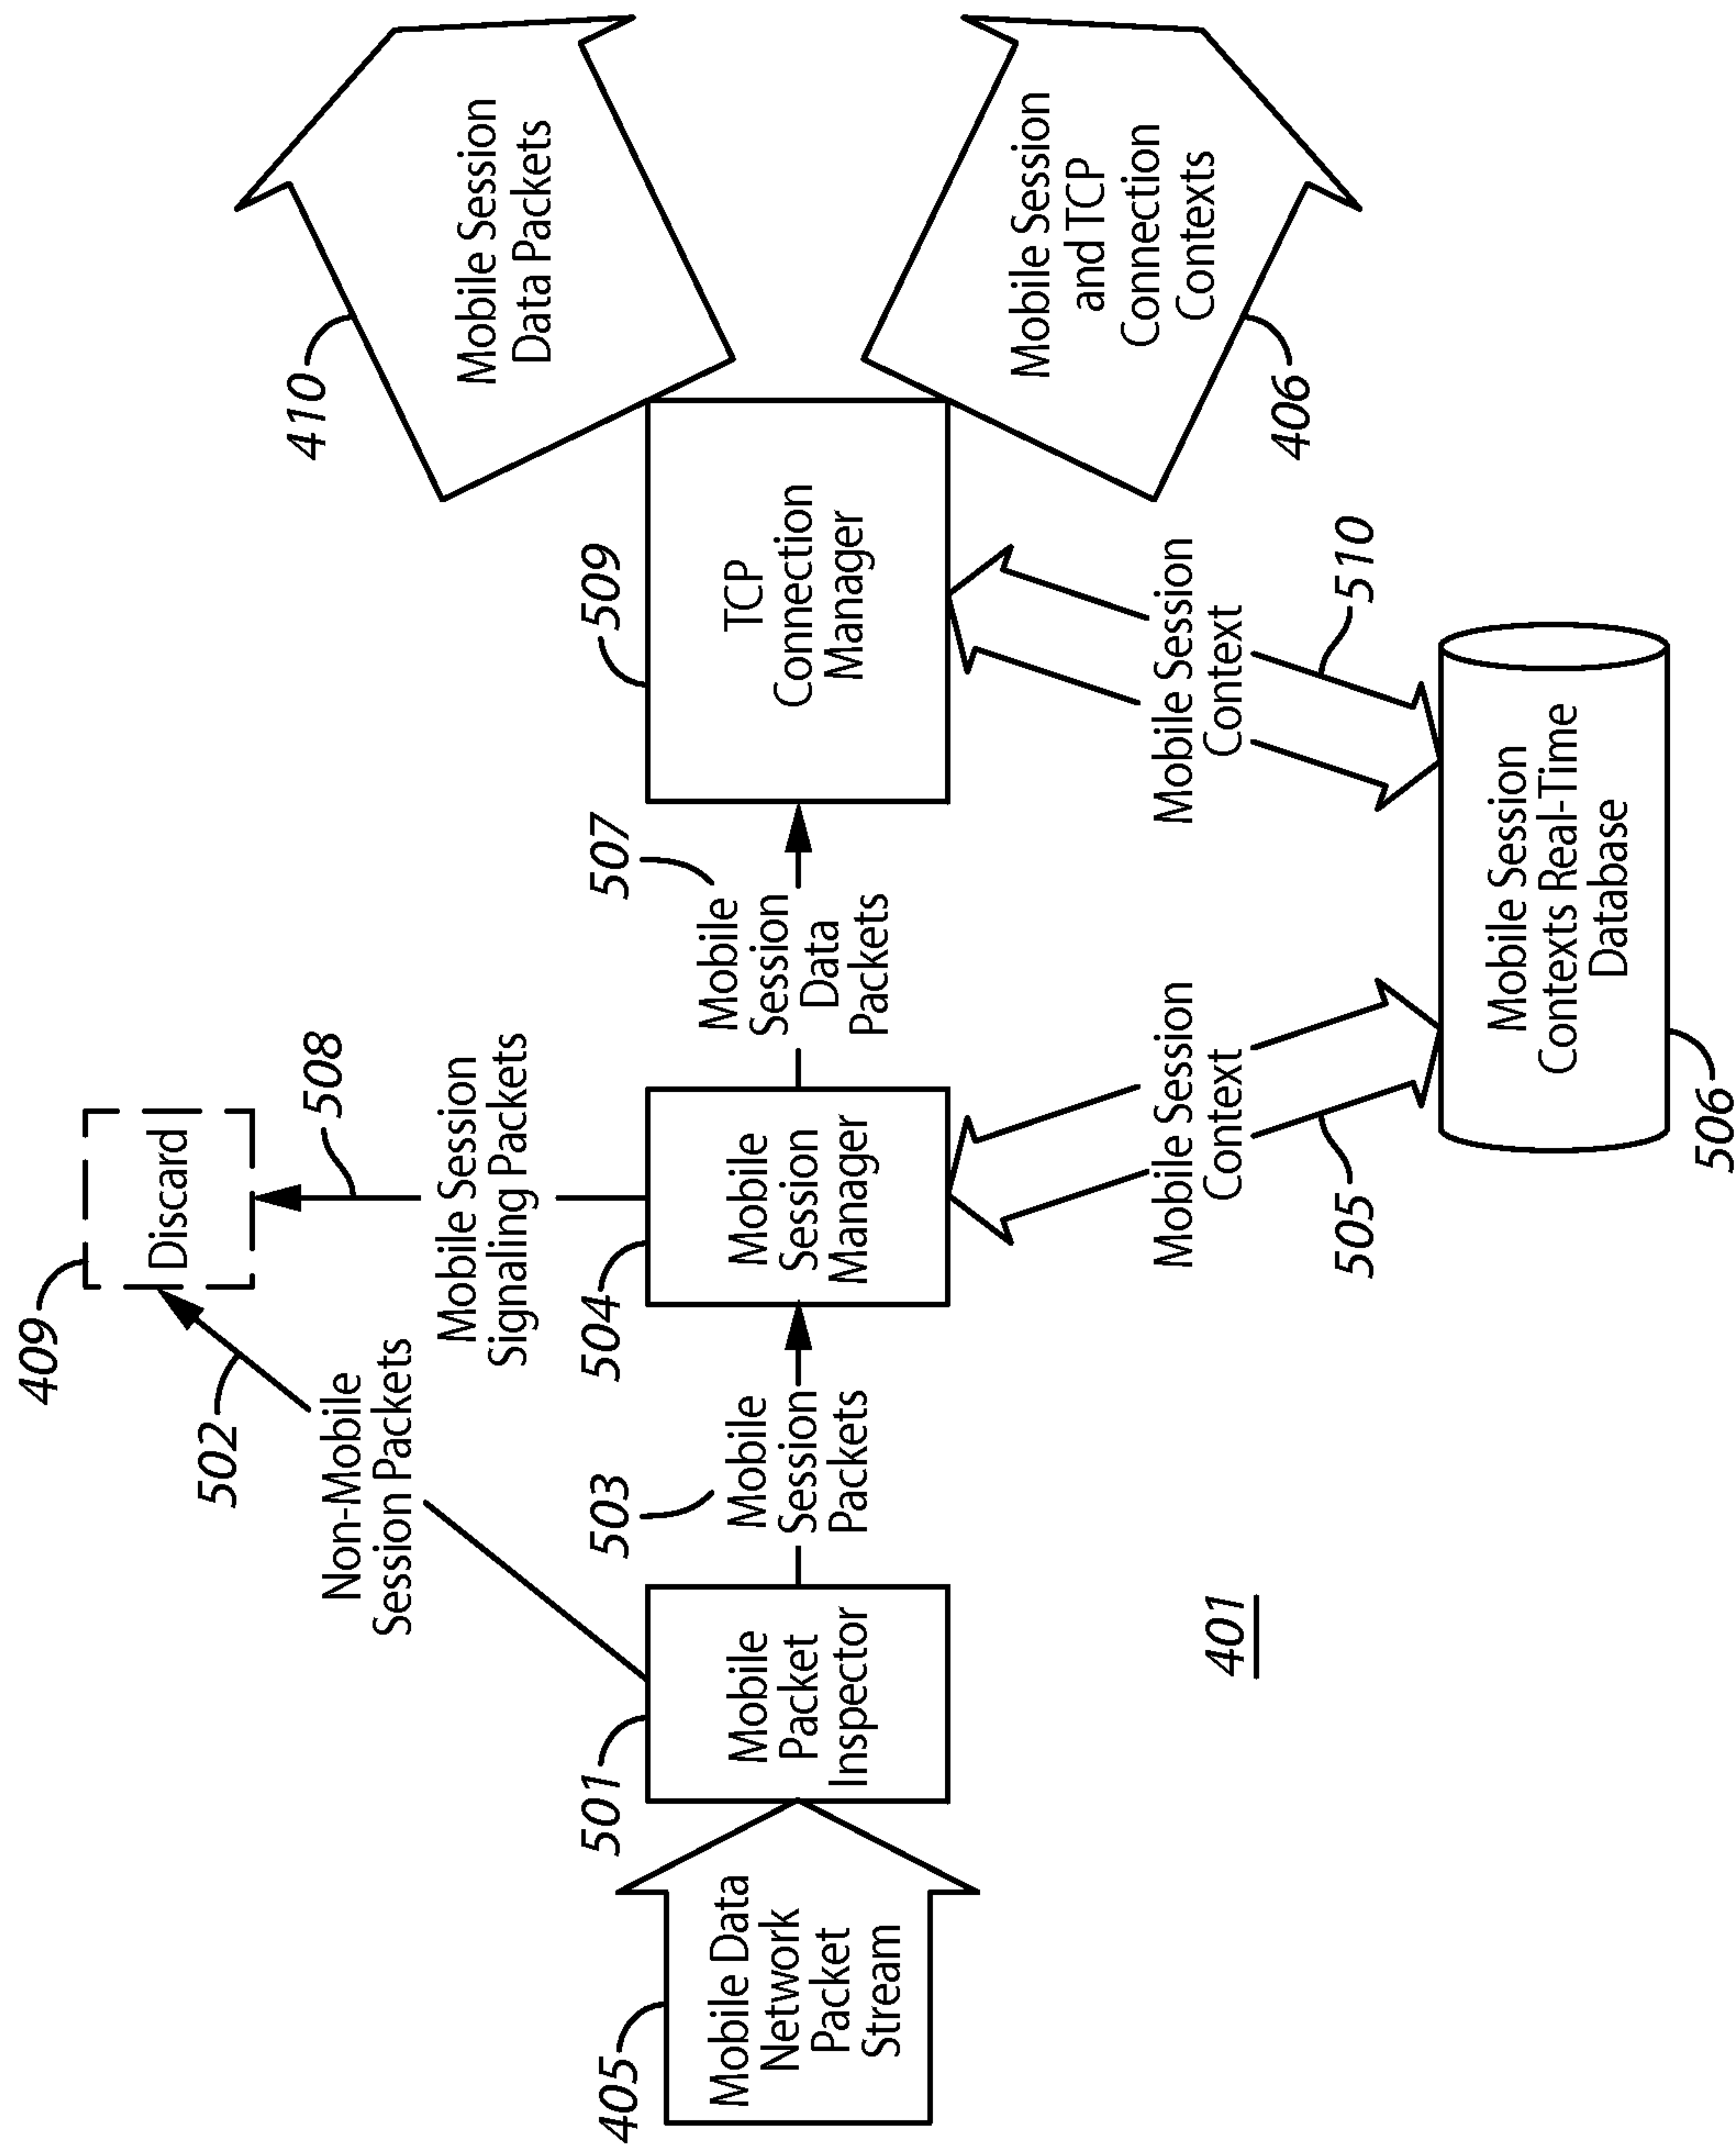 405
Mobile Data
Network
Packet
Stream
501
Mobile
Packet
Inspector
502
Non-Mobile
Session Packets
409
Discard
503
Mobile
Session
Packets
504
Mobile
Session
Manager
508
Mobile Session
Signaling Packets
505
Mobile Session
Context
506
Mobile Session
Contexts Real-Time
Database
507
Mobile
Session
Data
Packets
509
TCP
Connection
Manager
510
Mobile Session
Context
410
Mobile Session
Data Packets
406
Mobile Session
and TCP
Connection
Contexts
401